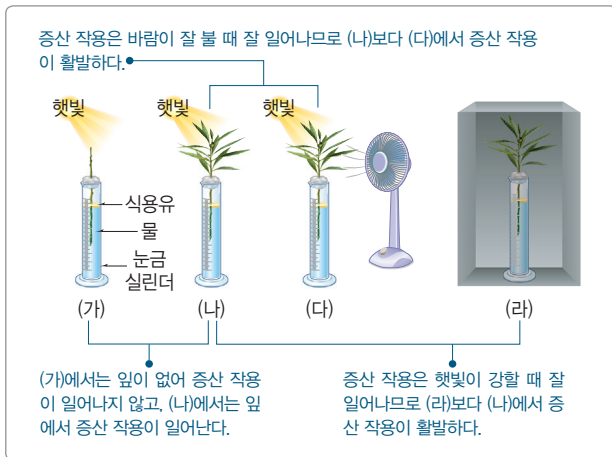 증산 작용은 바람이 잘 불 때 잘 일어나므로 (나)보다 (다)에서 증산 작용
이 활발하다.
햇빛
햇빛
햇빛
식용유
물
눈금
실린더
(가)
(나)
(다)
(라)
(가)에서는 잎이 없어 증산 작용
이 일어나지 않고, (나)에서는 잎
에서 증산 작용이 일어난다.
증산 작용은 햇빛이 강할 때 잘
일어나므로 (라)보다 (나)에서 증
산 작용이 활발하다.